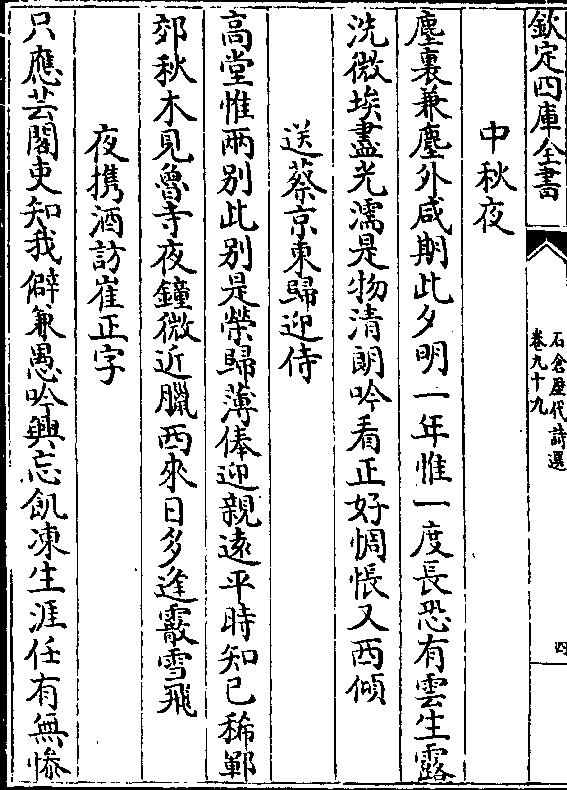 欽定四庫全書
石倉歷代詩選
卷九十九
四
中秋夜
塵裏兼塵外咸期此夕明一年惟一度長恐有雲生露
洗微埃盡光濡是物清朗吟看正好惆悵又西傾
送蔡京東歸迎侍
高堂惟兩別此別是榮歸薄俸迎親遠平時知已稀鄲
郊秋木見魯寺夜鐘微近臘西來日多逢霰雪飛
夜携酒訪崔正字
只應芸閣吏知我僻兼愚吟興忘飢凍生涯任有無慘